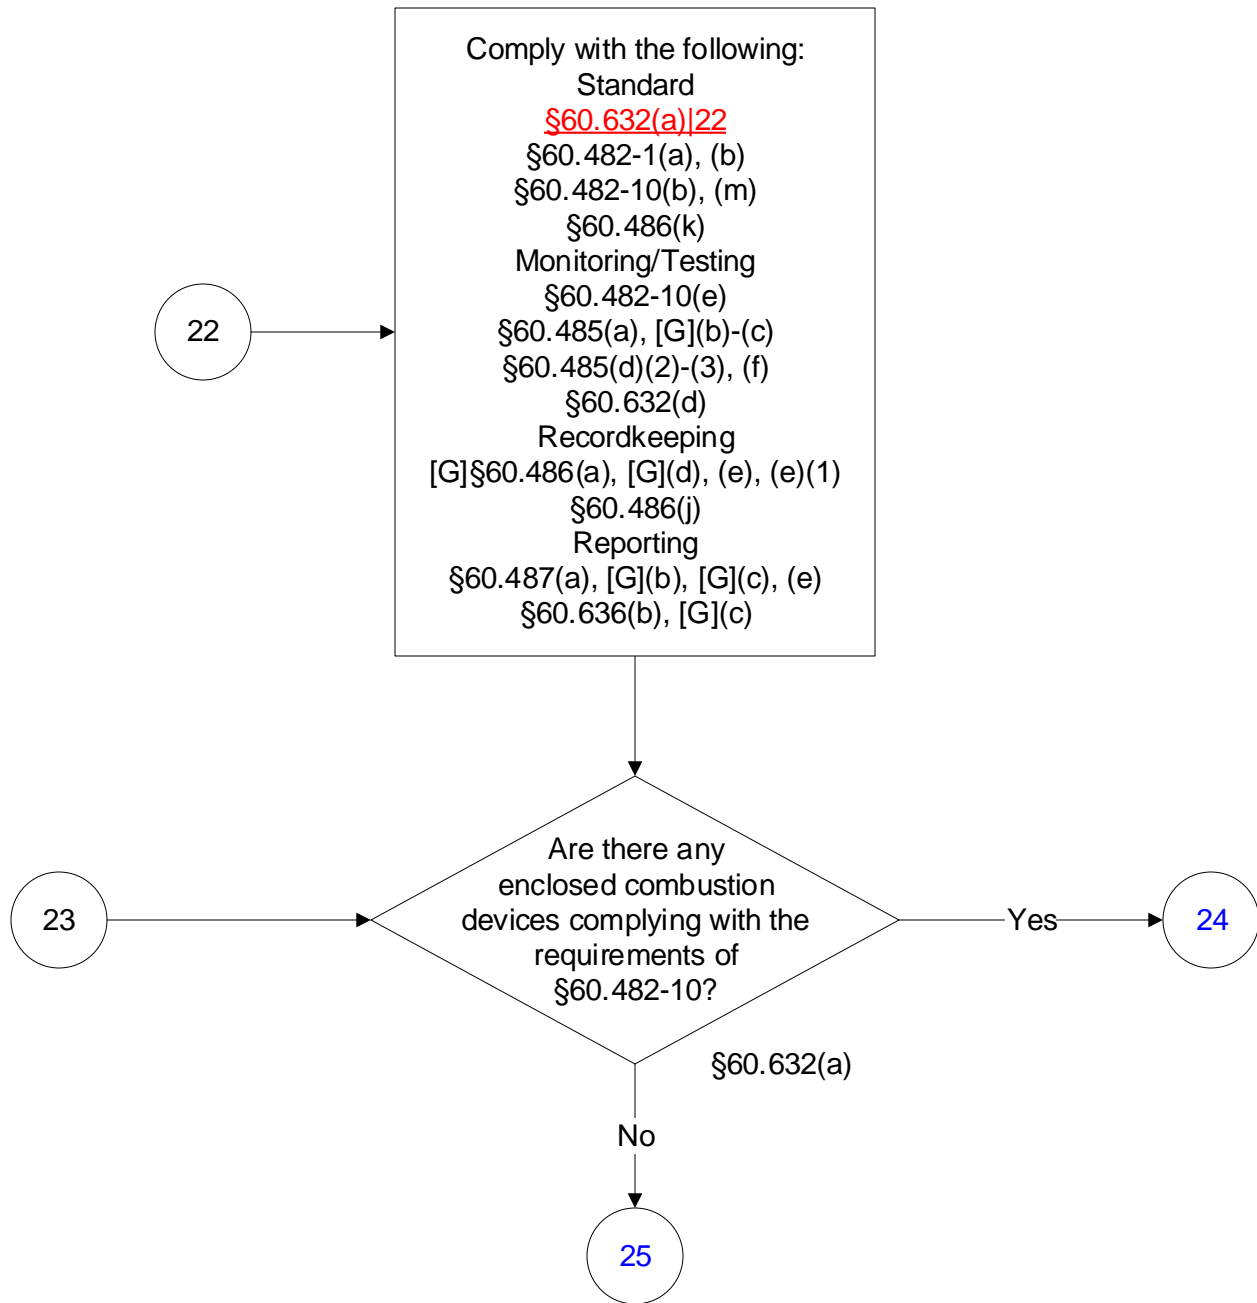 Comply with the following:
Standard
§60.632(a)|22
§60.482-1(a), (b)
§60.482-10(b), (m)
§60.486(k)
Monitoring/Testing
§60.482-10(e)
§60.485(a), [G](b)-(c)
§60.485(d)(2)-(3), (f)
§60.632(d)
Recordkeeping
[G]§60.486(a), [G](d), (e), (e)(1)
§60.486(j)
Reporting
§60.487(a), [G](b), [G](c), (e)
§60.636(b), [G](c)
22
Are there any
enclosed combustion
devices complying with the
requirements of
§60.482-10?
23
Yes
24
§60.632(a)
No
25